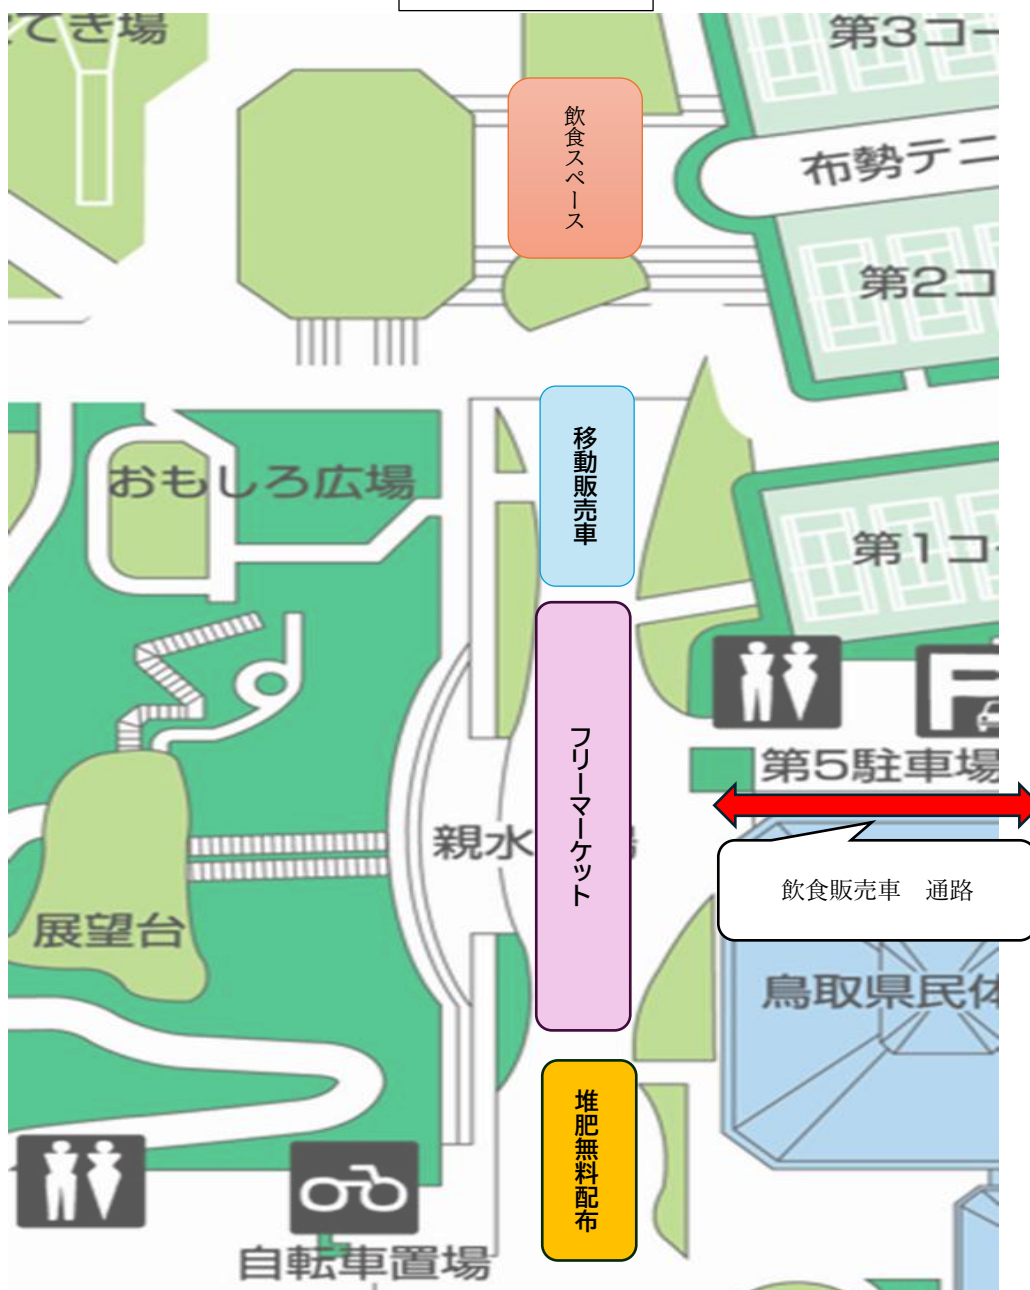 てき場
第3コー
飲食スペース
布勢テニ
第2コ
移動販売車
おもしろ広場
第1コ
フリーマーケット
第5駐車場
親水
飲食販売車　通路
展望台
鳥取県民体
堆肥無料配布
自転車置場